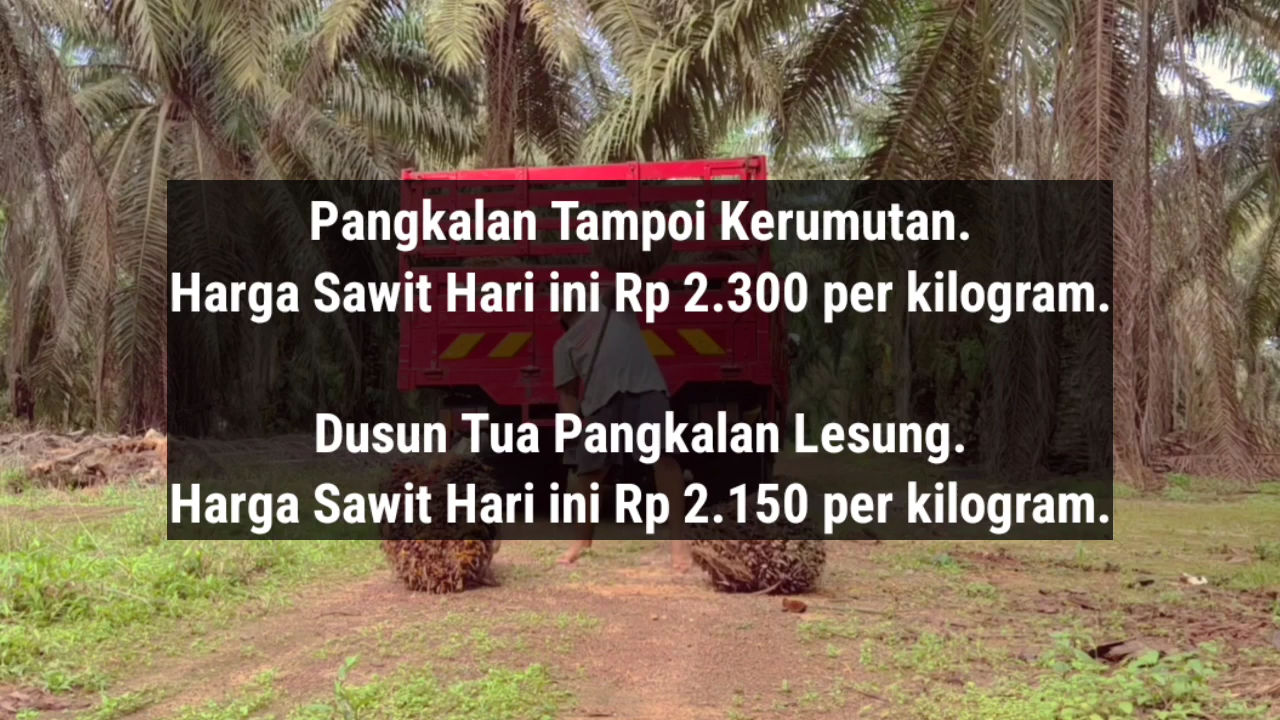 Pangkalan Tampoi Kerumutan.
Harga Sawit Hari ini Rp 2.300 per kilogram.
Dusun Tua Pangkalan Lesung.
Harga Sawit Hari ini Rp 2.150 per kilogram.